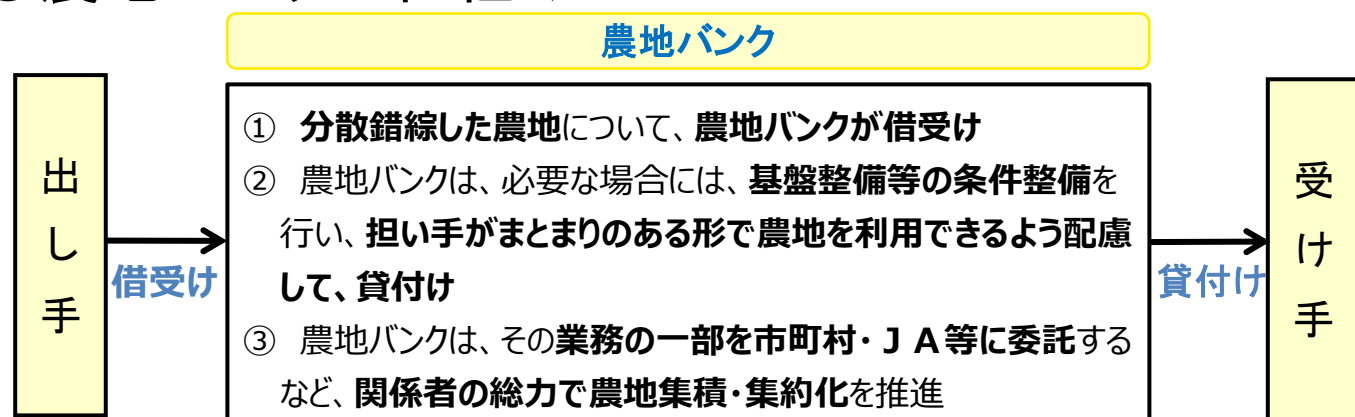 農地バンク
出し手
借受け
① 分散錯綜した農地について、農地バンクが借受け
② 農地バンクは、必要な場合には、基盤整備等の条件整備を
行い、担い手がまとまりのある形で農地を利用できるよう配慮
して、貸付け
③ 農地バンクは、その業務の一部を市町村・ＪＡ等に委託する
など、関係者の総力で農地集積・集約化を推進
貸付け
受け手